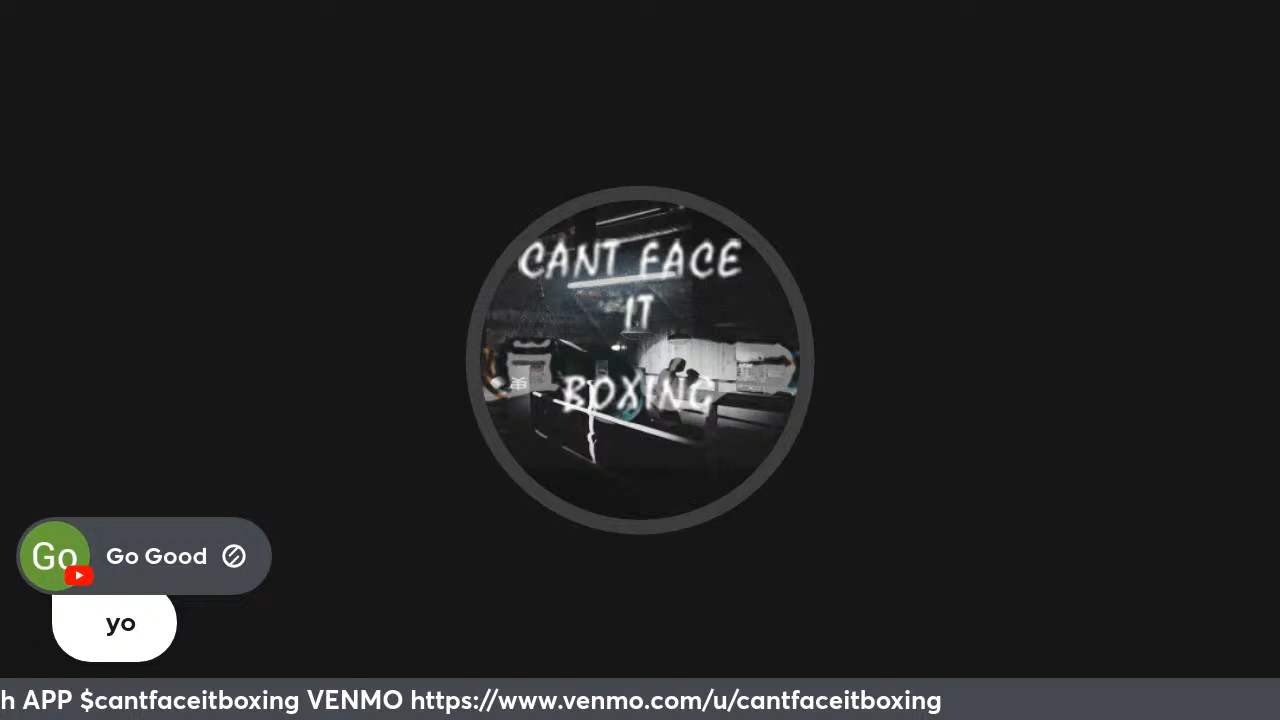 CANT FACE
IT
BOXING
Go
Go Good
yo
h APP $cantfaceitboxing VENMO https://www.venmo.com/u/cantfaceitboxing